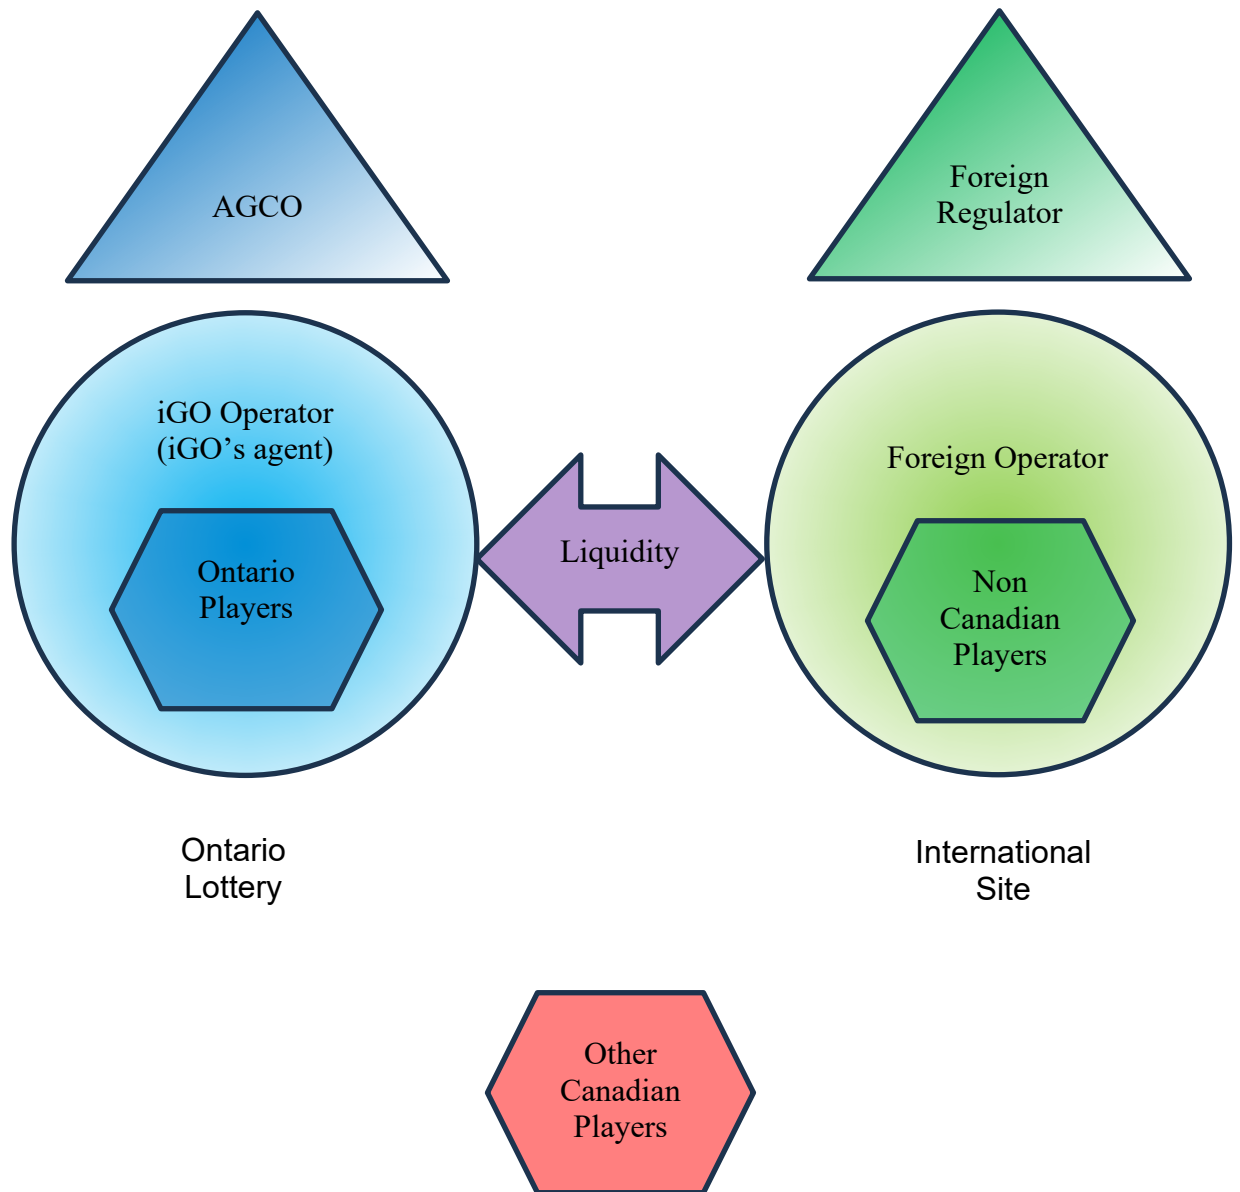 AGCO
Foreign
Regulator
iGO Operator
(iGO’s agent)
Ontario
Players
Liquidity
Foreign Operator
Non
Canadian
Players
Ontario
Lottery
International
Site
Other
Canadian
Players